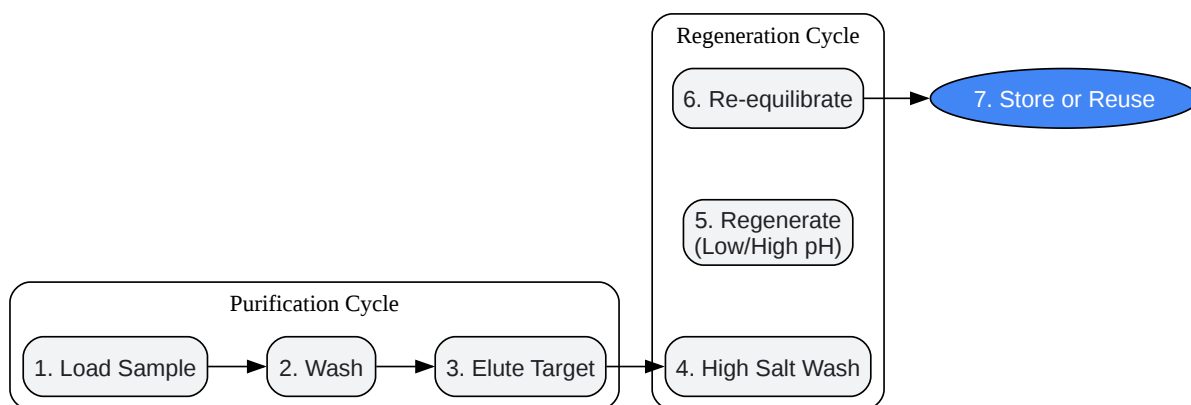 Regeneration Cycle
6. Re-equilibrate
7. Store or Reuse
5. Regenerate
(Low/High pH)
Purification Cycle
1. Load Sample
2. Wash
3. Elute Target
4. High Salt Wash